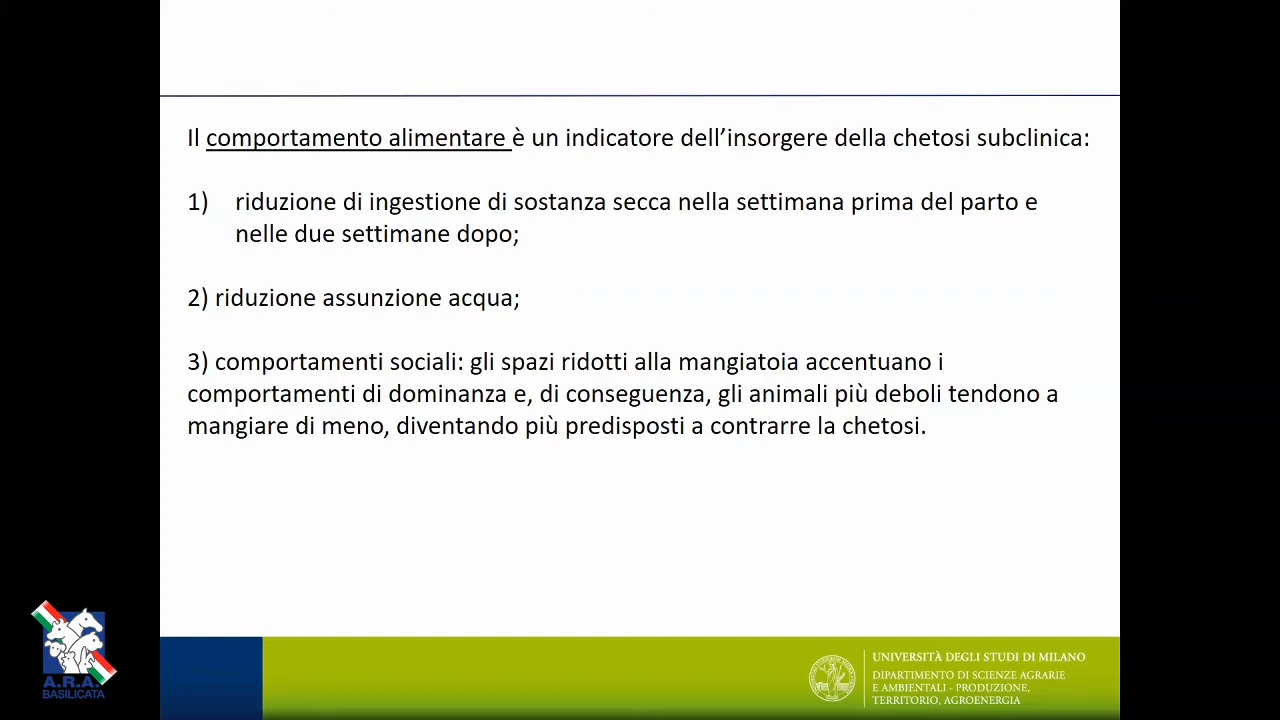 Il comportamento alimentare è un indicatore dell’insorgere della chetosi subclinica:
1) riduzione di ingestione di sostanza secca nella settimana prima del parto e
nelle due settimane dopo;
2) riduzione assunzione acqua;
3) comportamenti sociali: gli spazi ridotti alla mangiatoia accentuano i
comportamenti di dominanza e, di conseguenza, gli animali più deboli tendono a
mangiare di meno, diventando più predisposti a contrarre la chetosi.
A.R.A.
BASILICATA
UNIVERSITÀ DEGLI STUDI DI MILANO
DIPARTIMENTO DI SCIENZE AGRARIE
E AMBIENTALI - PRODUZIONE,
TERRITORIO, AGROENERGIA